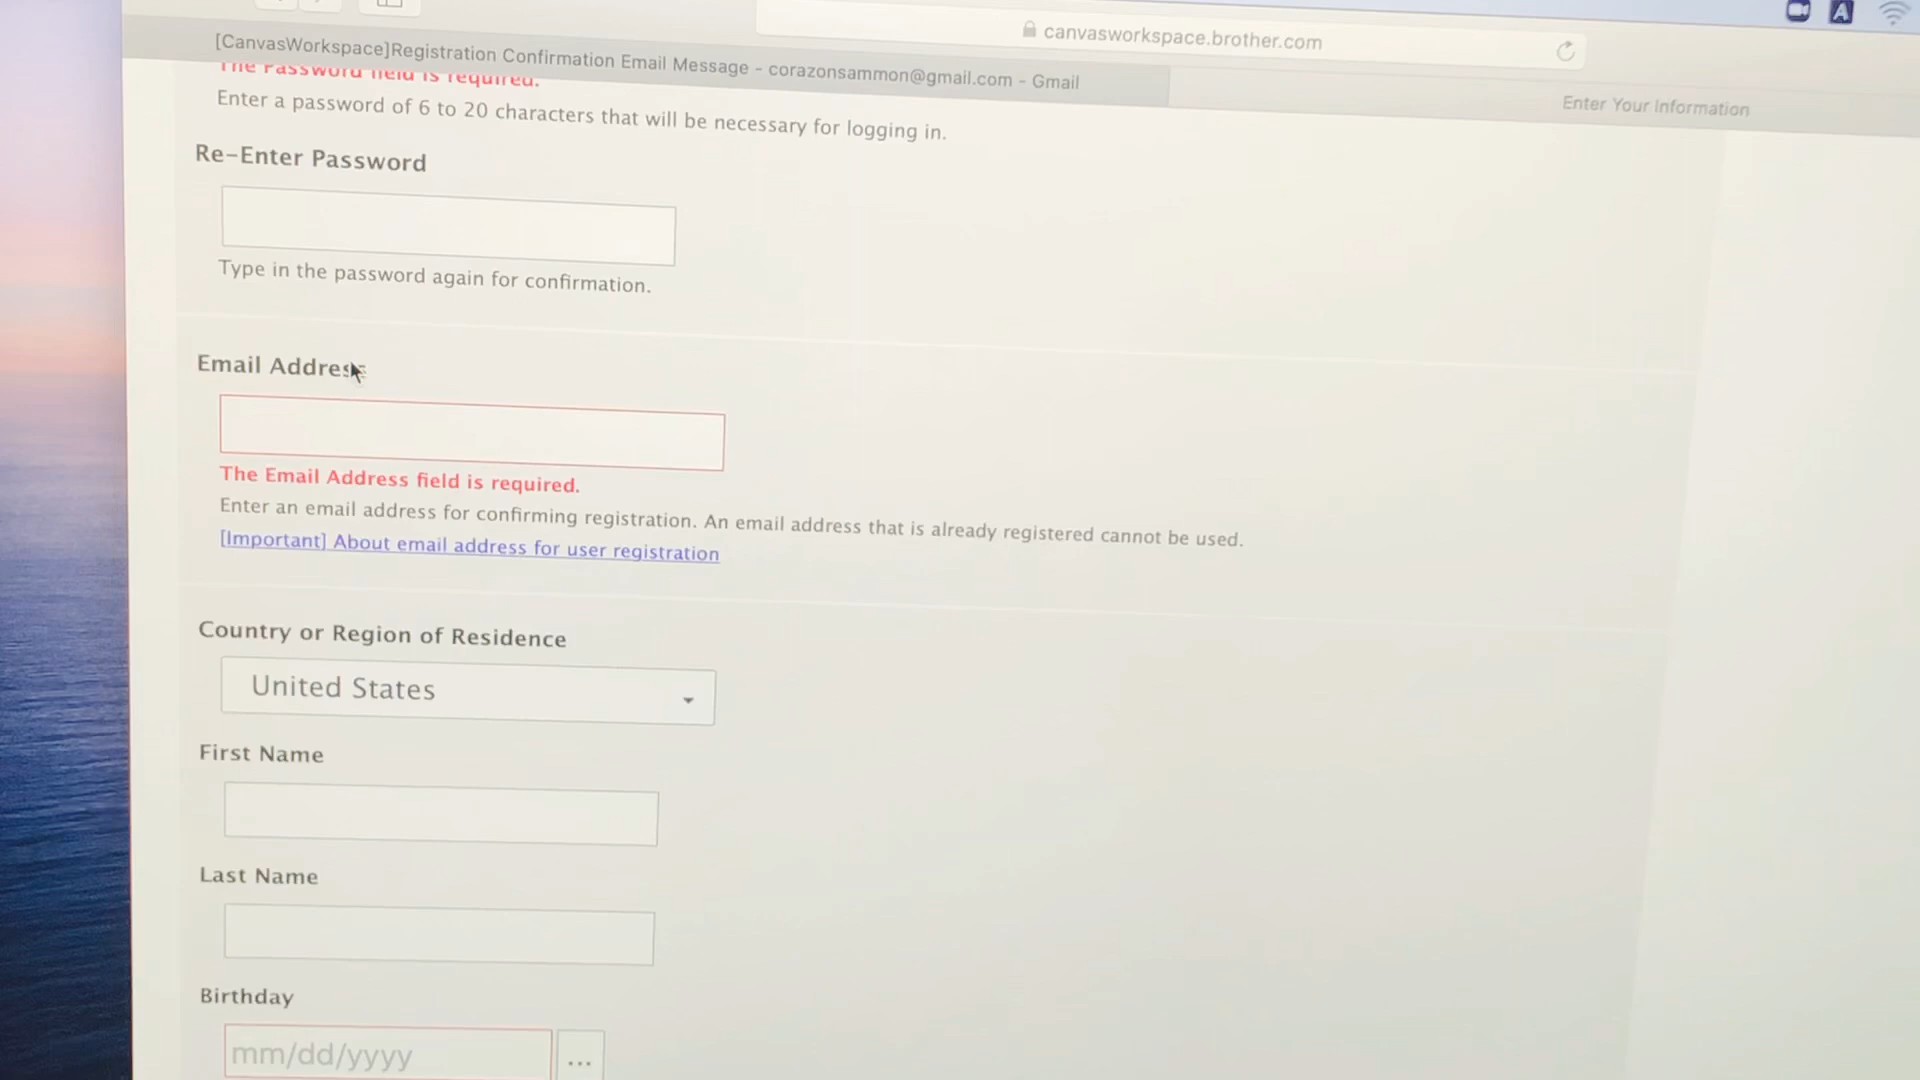 canvasworkspace.brother.com
[CanvasWorkspace]Registration Confirmation Email Message - corazonsammon@gmail.com - Gmail
Enter Your Information
The Password field is required.
Enter a password of 6 to 20 characters that will be necessary for logging in.
Re-Enter Password
Type in the password again for confirmation.
Email Address
The Email Address field is required.
Enter an email address for confirming registration. An email address that is already registered cannot be used.
[Important] About email address for user registration
Country or Region of Residence
United States
First Name
Last Name
Birthday
mm/dd/yyyy
...
A